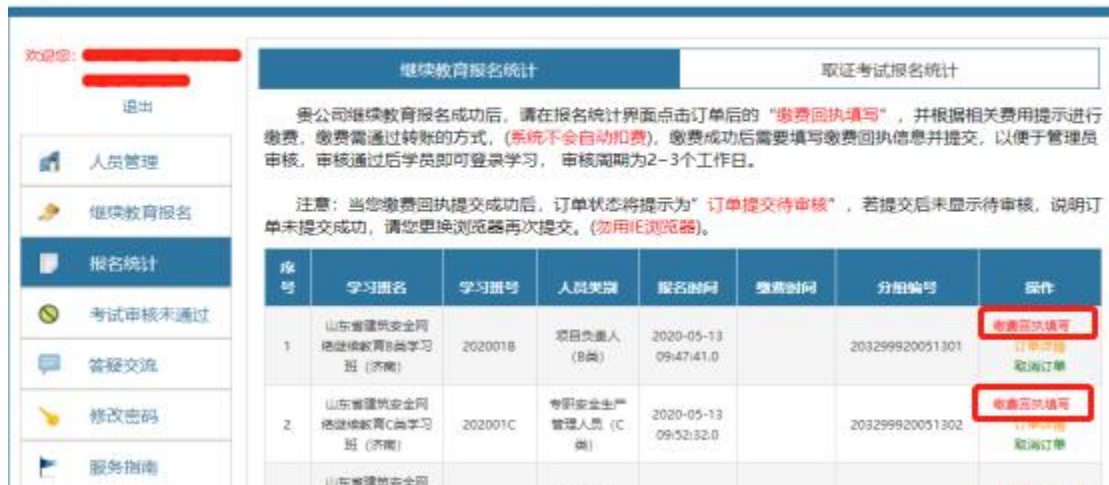 欢迎您:
退出
人员管理
继续教育报名
报名统计
考试审核未通过
答疑交流
修改密码
服务指南
继续教育报名统计
取证考试报名统计
贵公司继续教育报名成功后，请在报名统计界面点击订单后的“缴费回执填写”，并根据相关费用提示进行
缴费，缴费需通过转账的方式，(系统不会自动扣费)，缴费成功后需要填写缴费回执信息并提交，以便于管理员
审核，审核通过后学员即可登录学习， 审核周期为2-3个工作日。
注意：当您缴费回执提交成功后，订单状态将提示为”订单提交待审核”，若提交后未显示待审核，说明订
单未提交成功，请您更换浏览器再次提交。(勿用IE浏览器)。
序号 学习班名 学习班号 人员类别 报名时间 缴费时间 分组编号 操作
1
山东省建筑安全网
络继续教育B类学习
班 (济南)
202001B
项目负责人
(B类)
2020-05-13
09:47:41.0
203299920051301
缴费回执填写
订单详情
取消订单
2
山东省建筑安全网
络继续教育C类学习
班 (济南)
202001C
专职安全生产
管理人员 (C
类)
2020-05-13
09:52:32.0
203299920051302
缴费回执填写
订单详情
取消订单
山东省建筑安全网